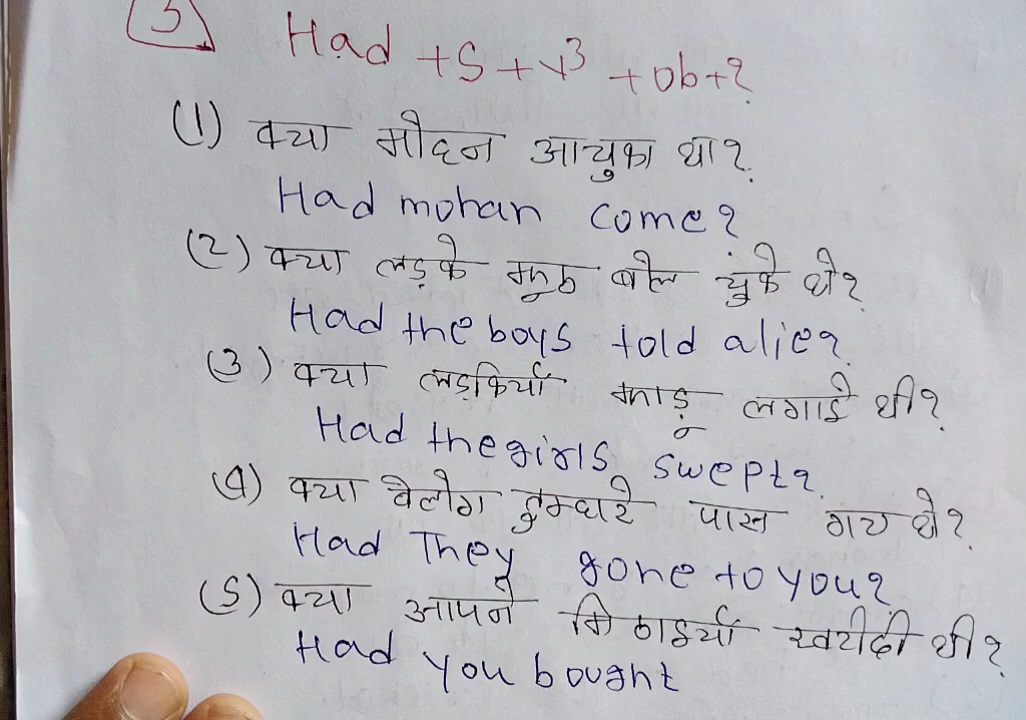 3 Had + S + v³ + ob + ?
(1) क्या मोहन आ चुका था?
Had mohan come?
(2) क्या लड़के झूठ बोल चुंके थे?
Had the boys told a lie?
(3) क्या लड़कियाँ झाड़ू लगाई थी?
Had the girls swept?
(4) क्या वे लोग तुम्हारे पास गए थे?
Had They gone to you?
(5) क्या आपने मिठाइयाँ खरीदी थी?
Had you bought